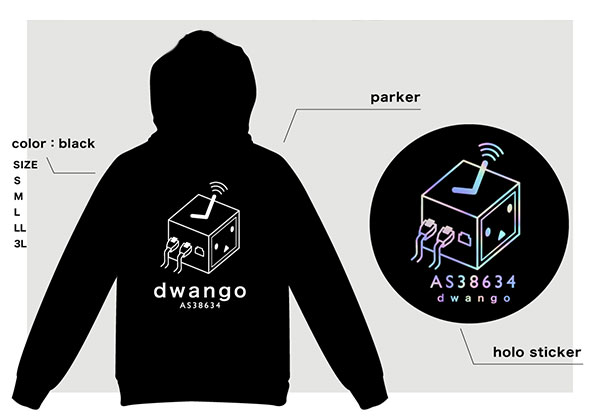 parker
color : black
SIZE
S
M
L
LL
3L
dwango
AS38634
AS38634
dwango
holo sticker